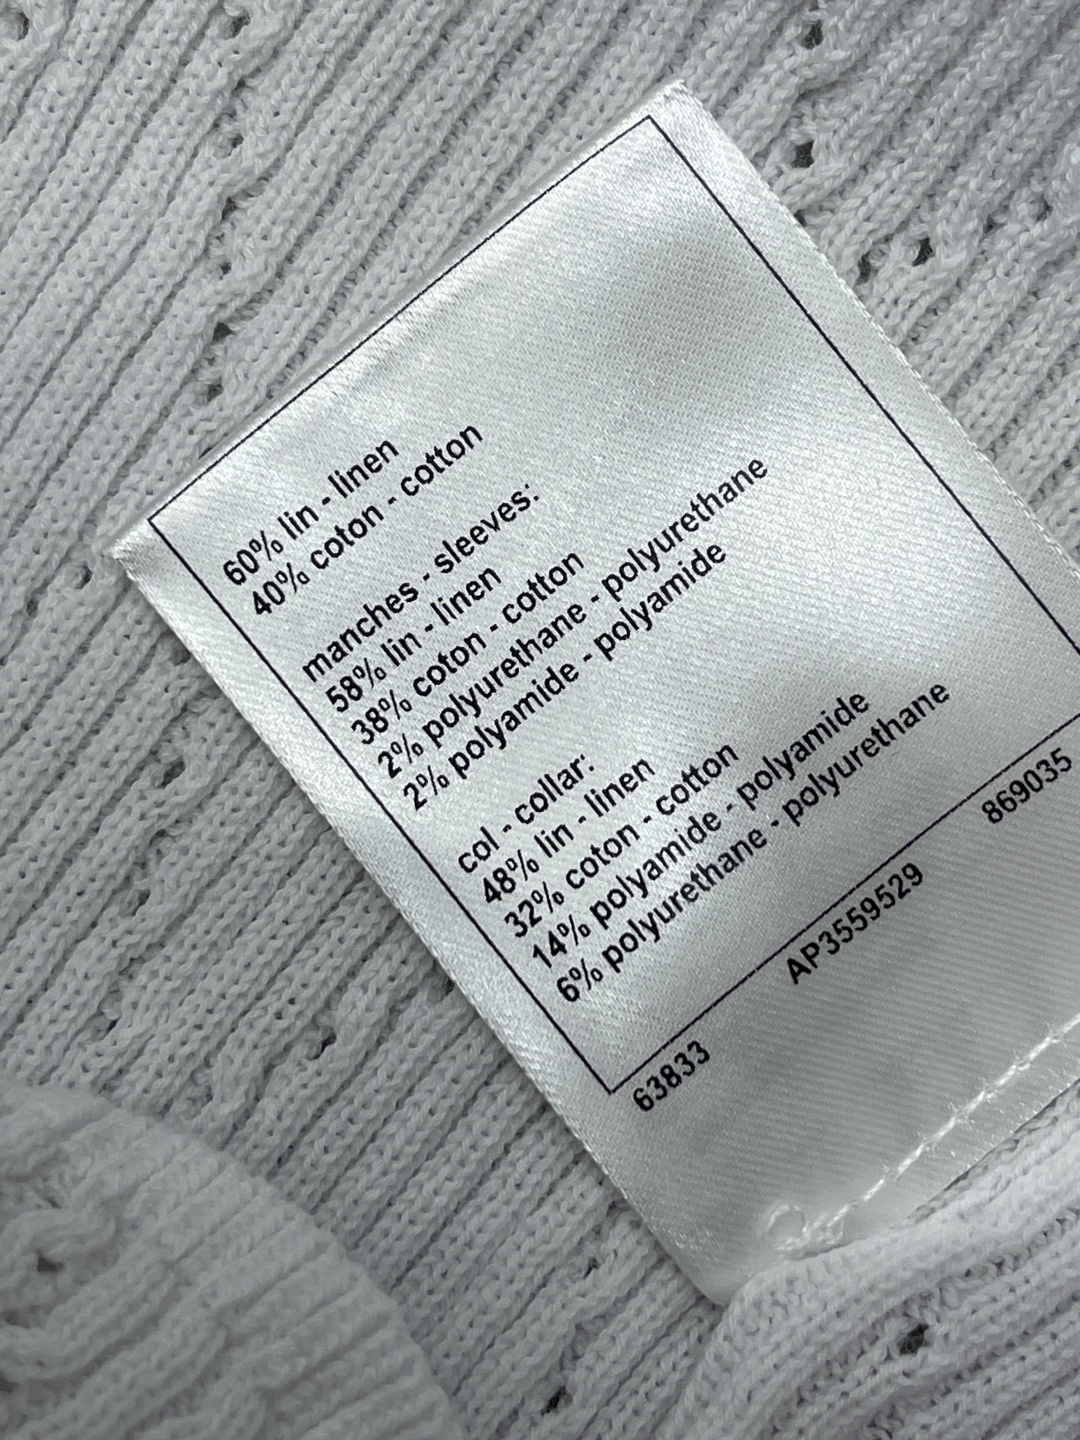 60% lin - linen
40% coton - cotton
manches - sleeves:
58% lin - linen
38% coton - cotton
2% polyurethane - polyurethane
2% polyamide - polyamide
col - collar:
48% lin - linen
32% coton - cotton
14% polyamide - polyamide
6% polyurethane - polyurethane
63833 AP3559529 869035